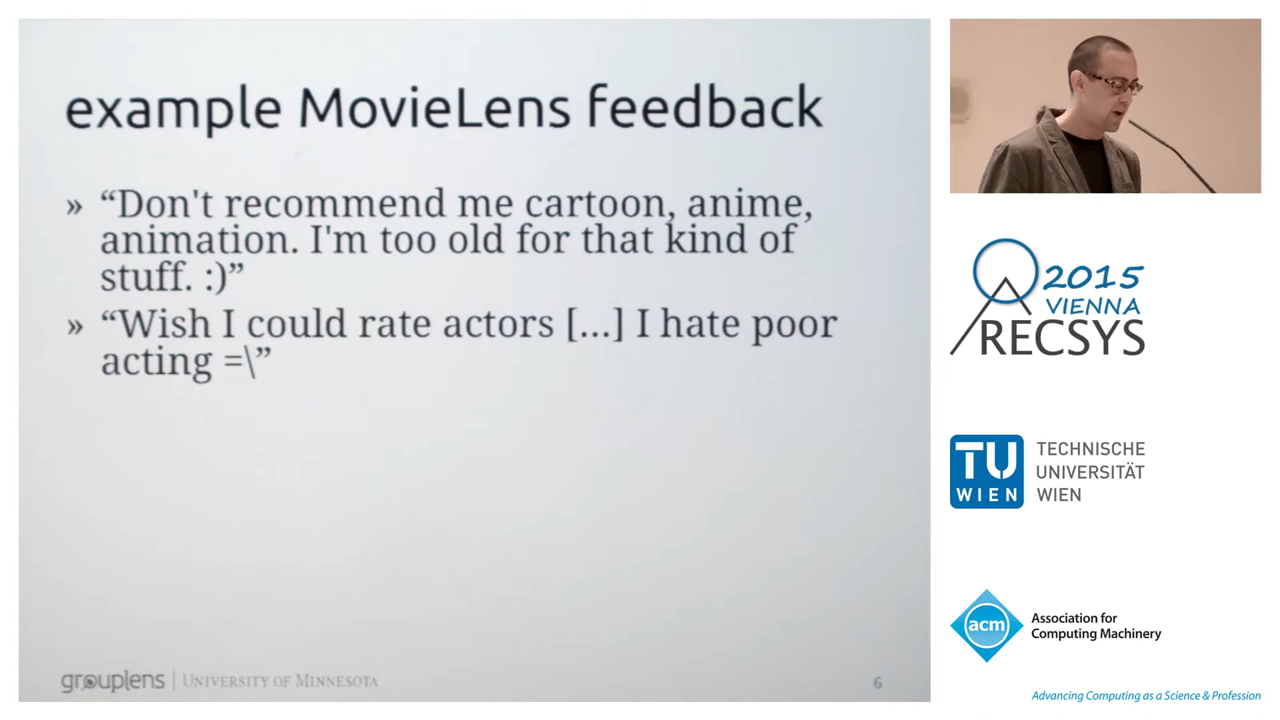 example MovieLens feedback
» “Don't recommend me cartoon, anime,
animation. I'm too old for that kind of
stuff. :)”
» “Wish I could rate actors [...] I hate poor
acting =\”
grouplens | UNIVERSITY OF MINNESOTA
6
2015
VIENNA
RECSYS
TU
WIEN
TECHNISCHE
UNIVERSITÄT
WIEN
acm
Association for
Computing Machinery
Advancing Computing as a Science & Profession